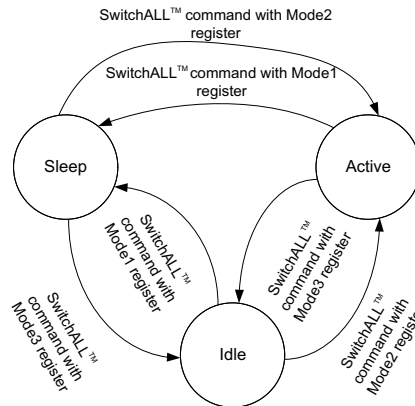 SwitchALL™ command with Mode2
register
SwitchALL™ command with Mode1
register
Sleep
Active
SwitchALL™
command with
Mode1 register
SwitchALL™
command with
Mode3 register
SwitchALL™
command with
Mode3 register
Idle
SwitchALL™
command with
Mode2 register